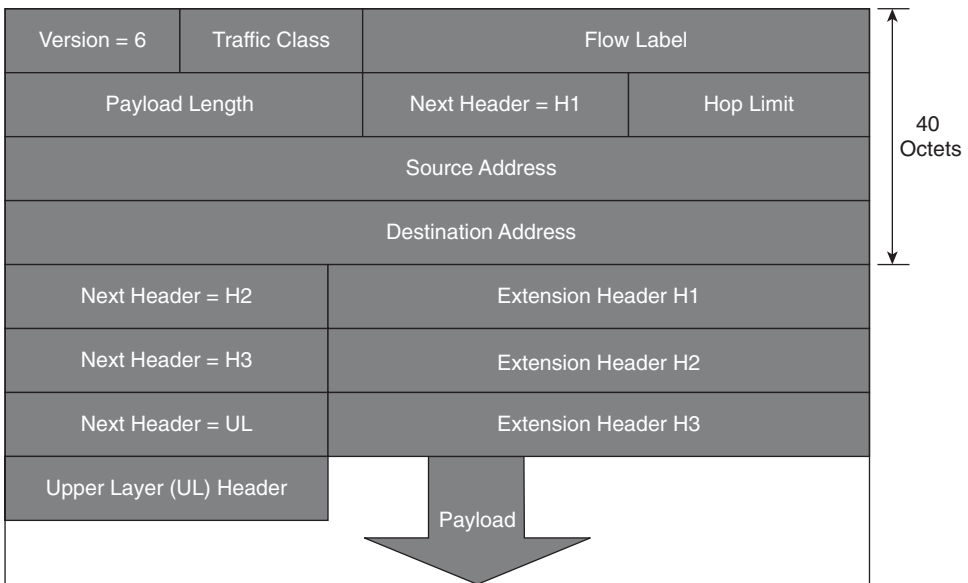 Version = 6
Traffic Class
Flow Label
Payload Length
Next Header = H1
Hop Limit
40
Octets
Source Address
Destination Address
Next Header = H2
Extension Header H1
Next Header = H3
Extension Header H2
Next Header = UL
Extension Header H3
Upper Layer (UL) Header
Payload